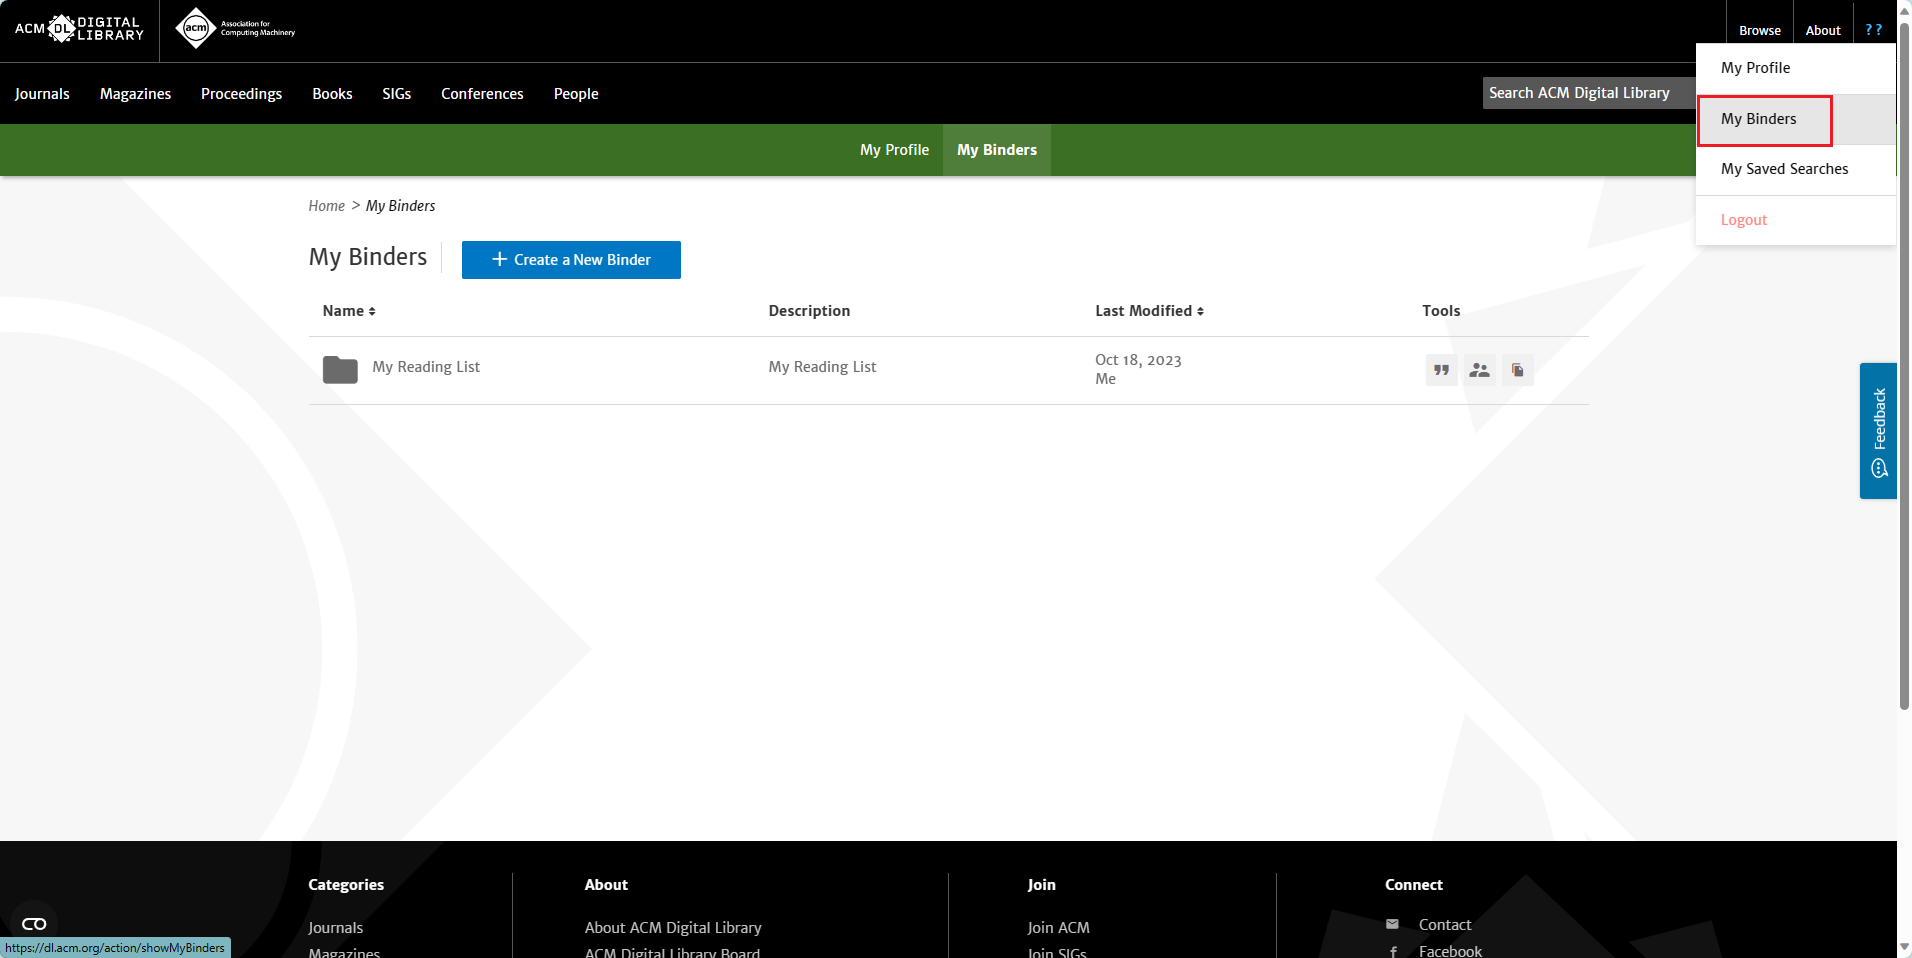 ACM DL DIGITAL LIBRARY
acm Association for Computing Machinery
Browse
About
? ?
Journals
Magazines
Proceedings
Books
SIGs
Conferences
People
Search ACM Digital Library
My Profile
My Binders
My Saved Searches
Logout
My Profile
My Binders
Home > My Binders
My Binders
+ Create a New Binder
Name
Description
Last Modified
Tools
My Reading List
My Reading List
Oct 18, 2023
Me
Feedback
Categories
Journals
Magazines
About
About ACM Digital Library
ACM Digital Library Board
Join
Join ACM
Join SIGs
Connect
Contact
Facebook
https://dl.acm.org/action/showMyBinders